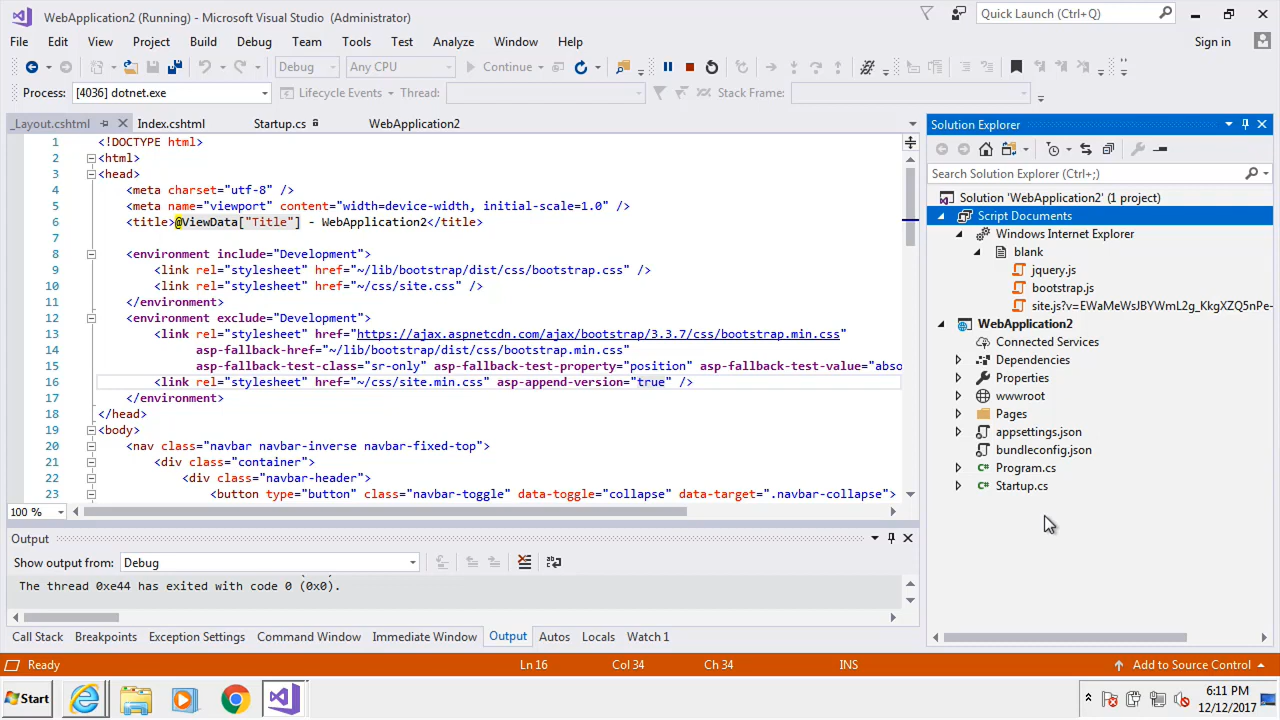 WebApplication2 (Running) - Microsoft Visual Studio (Administrator)
Quick Launch (Ctrl+Q)
File Edit View Project Build Debug Team Tools Test Analyze Window Help
Sign in
Debug Any CPU Continue
Process: [4036] dotnet.exe Lifecycle Events Thread: Stack Frame:
_Layout.cshtml Index.cshtml Startup.cs WebApplication2
1 <!DOCTYPE html>
2 <html>
3 <head>
4 <meta charset="utf-8" />
5 <meta name="viewport" content="width=device-width, initial-scale=1.0" />
6 <title>@ViewData["Title"] - WebApplication2</title>
7
8 <environment include="Development">
9 <link rel="stylesheet" href="~/lib/bootstrap/dist/css/bootstrap.css" />
10 <link rel="stylesheet" href="~/css/site.css" />
11 </environment>
12 <environment exclude="Development">
13 <link rel="stylesheet" href="https://ajax.aspnetcdn.com/ajax/bootstrap/3.3.7/css/bootstrap.min.css"
14 asp-fallback-href="~/lib/bootstrap/dist/css/bootstrap.min.css"
15 asp-fallback-test-class="sr-only" asp-fallback-test-property="position" asp-fallback-test-value="abso
16 <link rel="stylesheet" href="~/css/site.min.css" asp-append-version="true" />
17 </environment>
18 </head>
19 <body>
20 <nav class="navbar navbar-inverse navbar-fixed-top">
21 <div class="container">
22 <div class="navbar-header">
23 <button type="button" class="navbar-toggle" data-toggle="collapse" data-target=".navbar-collapse">
100 %
Solution Explorer
Search Solution Explorer (Ctrl+;)
Solution 'WebApplication2' (1 project)
Script Documents
Windows Internet Explorer
blank
jquery.js
bootstrap.js
site.js?v=EWaMeWsJBYWmL2g_KkgXZQ5nPe-
WebApplication2
Connected Services
Dependencies
Properties
wwwroot
Pages
appsettings.json
bundleconfig.json
C# Program.cs
C# Startup.cs
Output
Show output from: Debug
The thread 0xe44 has exited with code 0 (0x0).
Call Stack Breakpoints Exception Settings Command Window Immediate Window Output Autos Locals Watch 1
Ready Ln 16 Col 34 Ch 34 INS Add to Source Control
Start
6:11 PM
12/12/2017